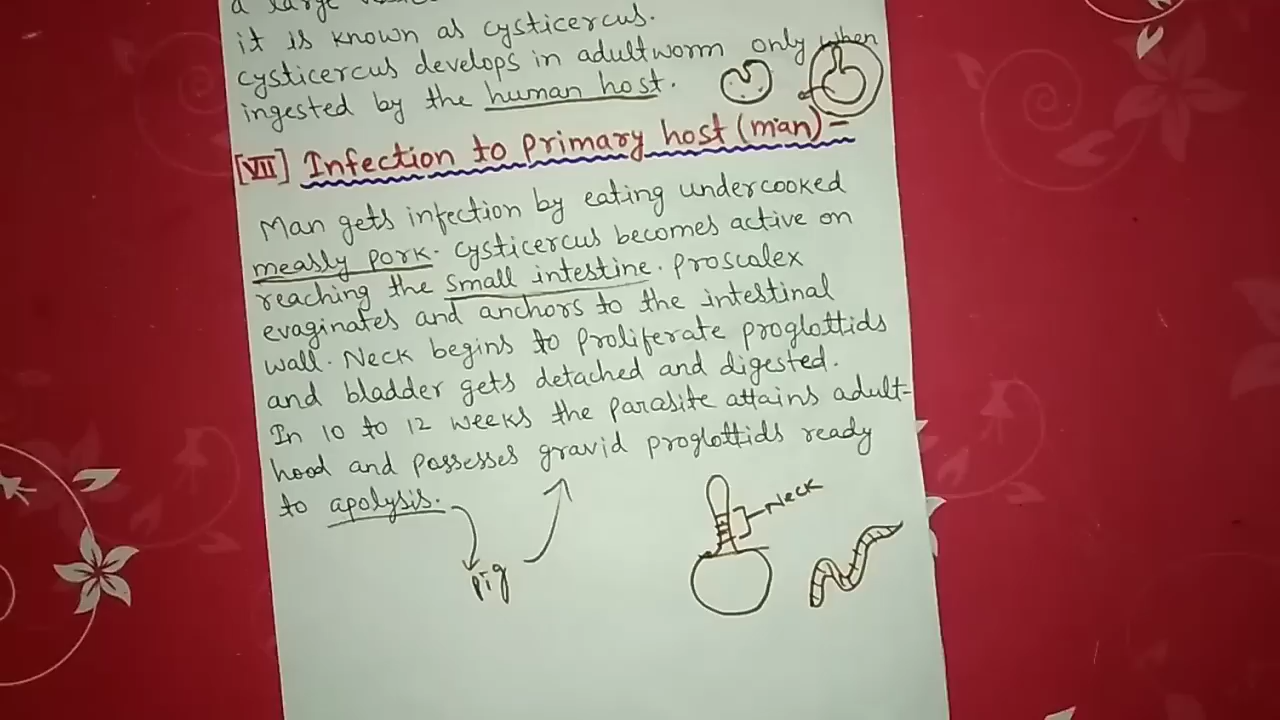 a large
it is known as cysticercus.
cysticercus develops in adultworm only when
ingested by the human host.
[VII] Infection to primary host (man) -
Man gets infection by eating undercooked
measly pork. Cysticercus becomes active on
reaching the small intestine. Proscolex
evaginates and anchors to the intestinal
wall. Neck begins to proliferate proglottids
and bladder gets detached and digested.
In 10 to 12 weeks the parasite attains adult-
hood and possesses gravid proglottids ready
to apolysis.
Neck
Pig